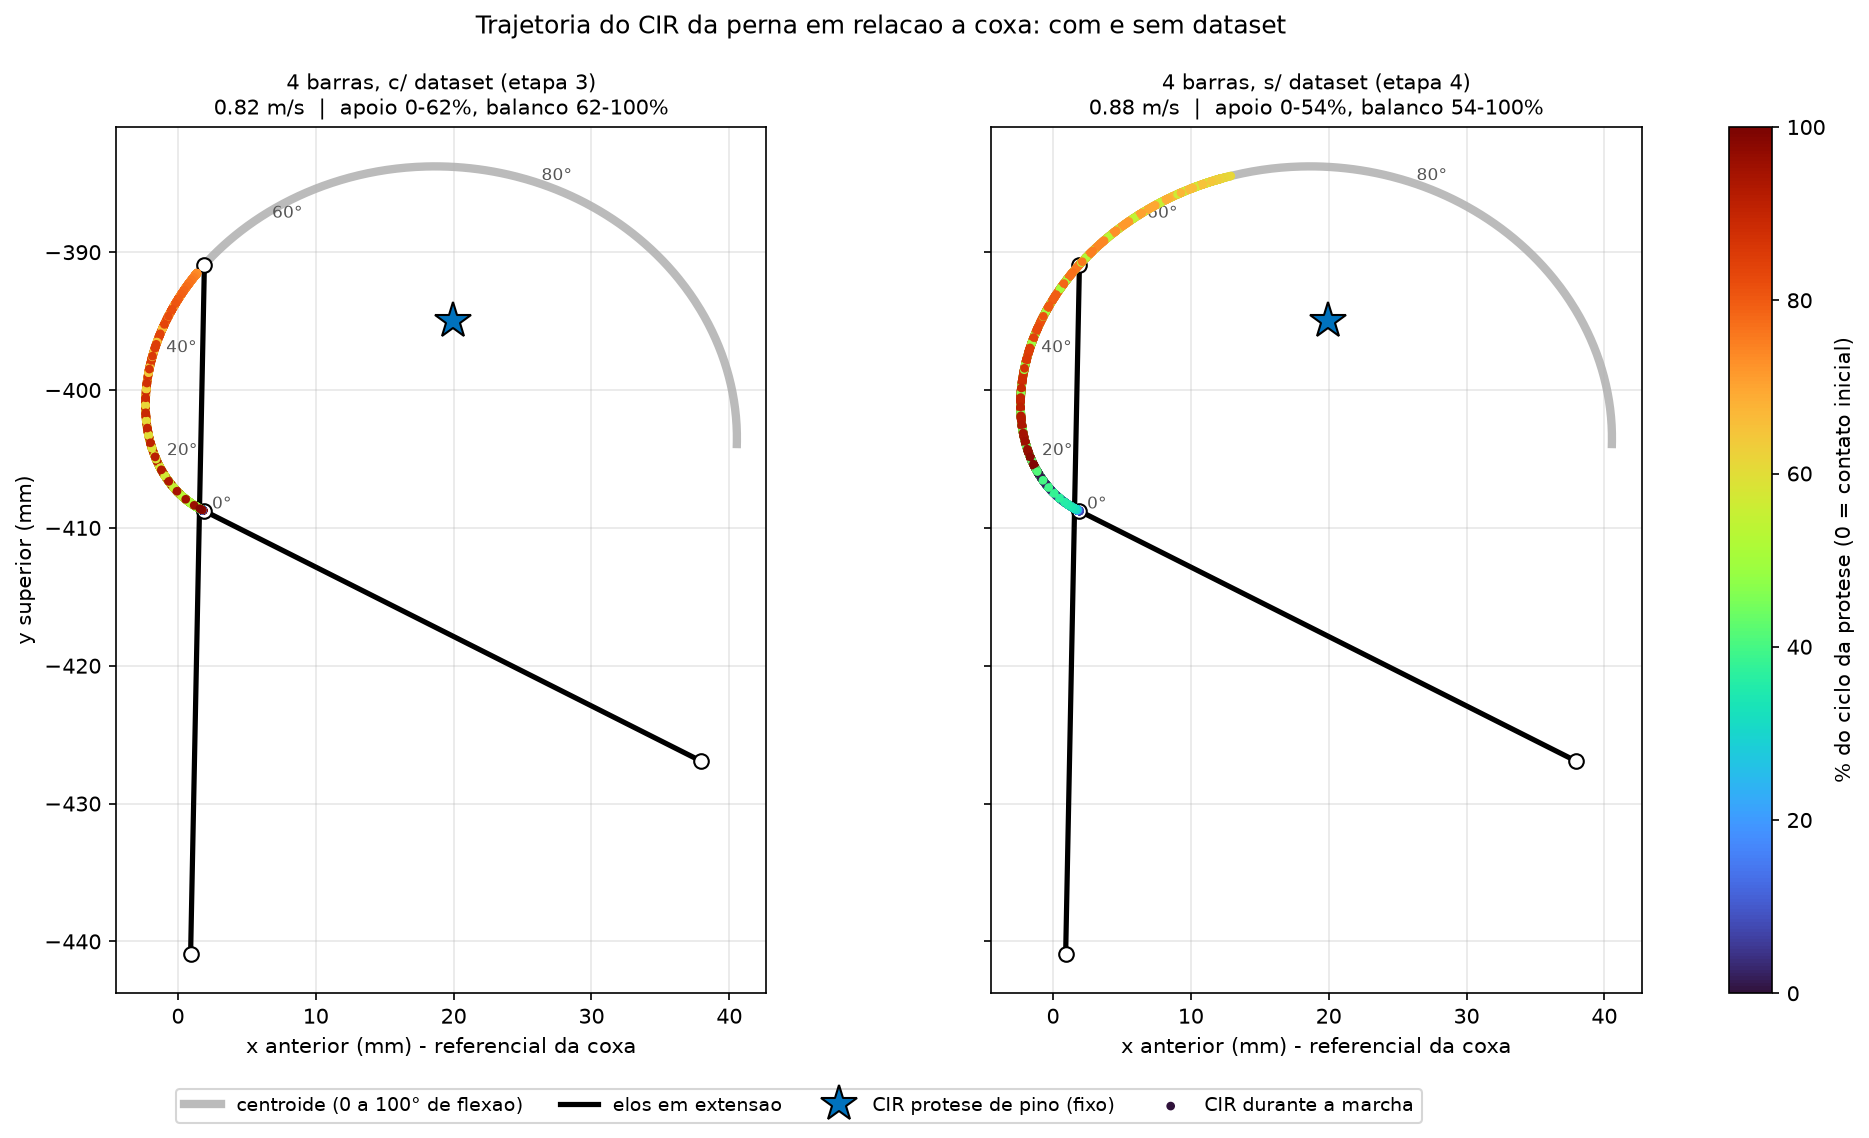 Trajetoria do CIR da perna em relacao a coxa: com e sem dataset
4 barras, c/ dataset (etapa 3)
0.82 m/s  |  apoio 0-62%, balanco 62-100%
80°
60°
40°
20°
0°
−390
−400
−410
−420
−430
−440
y superior (mm)
0
10
20
30
40
x anterior (mm) - referencial da coxa
4 barras, s/ dataset (etapa 4)
0.88 m/s  |  apoio 0-54%, balanco 54-100%
80°
60°
40°
20°
0°
0
10
20
30
40
x anterior (mm) - referencial da coxa
100
80
60
40
20
0
% do ciclo da protese (0 = contato inicial)
centroide (0 a 100° de flexao)
elos em extensao
CIR protese de pino (fixo)
CIR durante a marcha